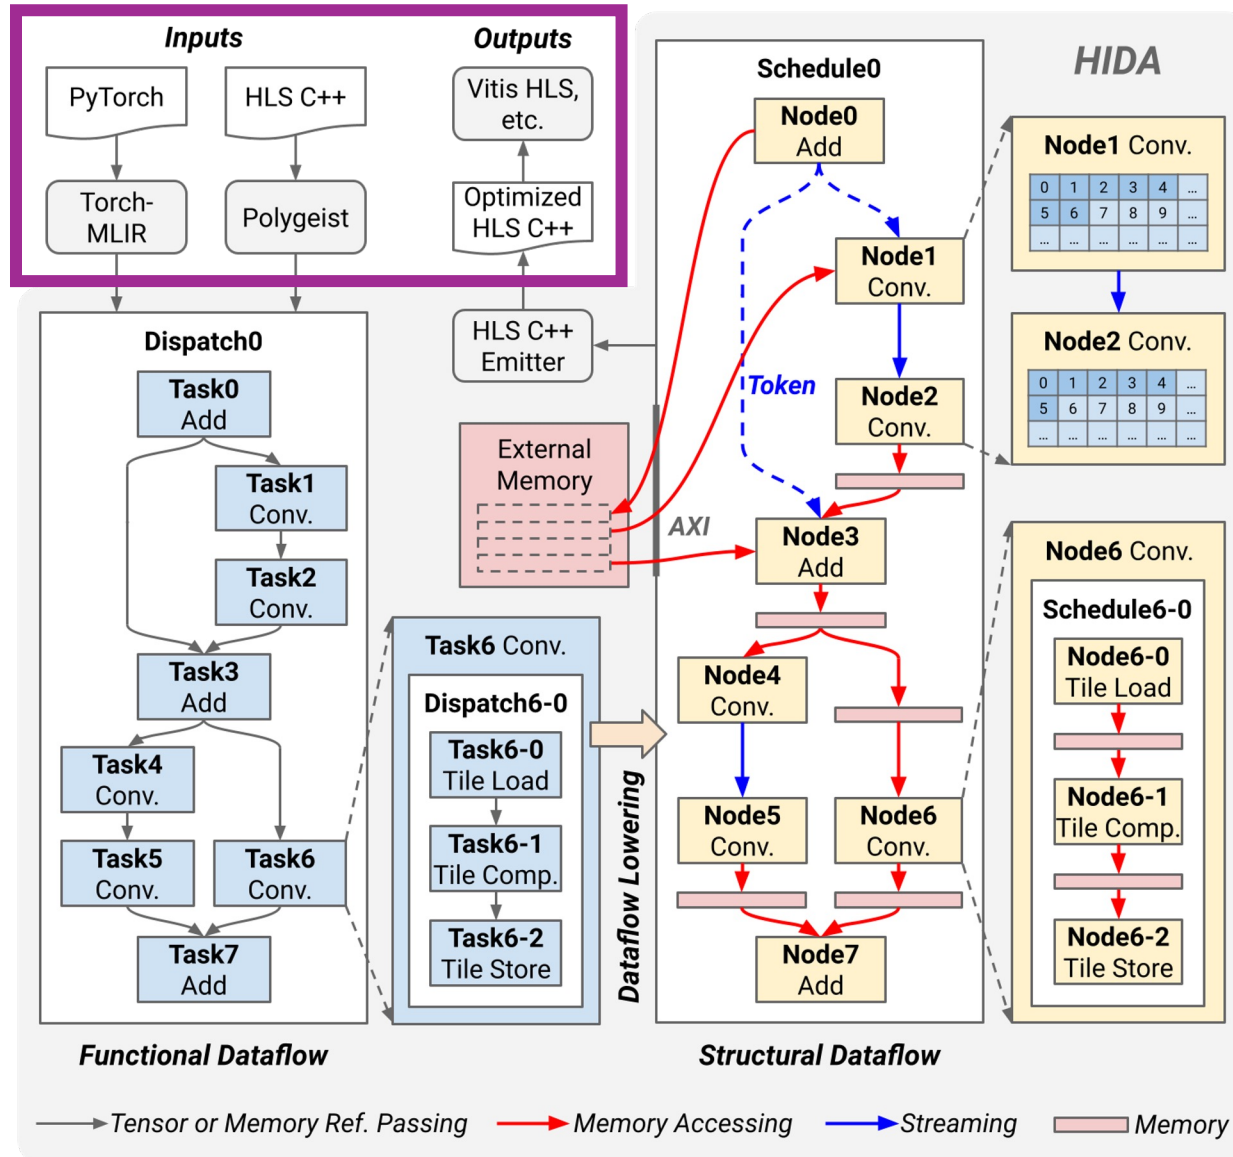 Inputs
Outputs
PyTorch
HLS C++
Vitis HLS,
etc.
Torch-
MLIR
Polygeist
Optimized
HLS C++
HLS C++
Emitter
HIDA
Dispatch0
Task0
Add
Task1
Conv.
Task2
Conv.
Task3
Add
Task4
Conv.
Task5
Conv.
Task6
Conv.
Task7
Add
Functional Dataflow
Task6 Conv.
Dispatch6-0
Task6-0
Tile Load
Task6-1
Tile Comp.
Task6-2
Tile Store
External
Memory
AXI
Dataflow Lowering
Schedule0
Node0
Add
Node1
Conv.
Token
Node2
Conv.
Node3
Add
Node4
Conv.
Node5
Conv.
Node6
Conv.
Node7
Add
Structural Dataflow
Node1 Conv.
0 1 2 3 4 ...
5 6 7 8 9 ...
... ... ... ... ... ...
Node2 Conv.
0 1 2 3 4 ...
5 6 7 8 9 ...
... ... ... ... ... ...
Node6 Conv.
Schedule6-0
Node6-0
Tile Load
Node6-1
Tile Comp.
Node6-2
Tile Store
Tensor or Memory Ref. Passing
Memory Accessing
Streaming
Memory